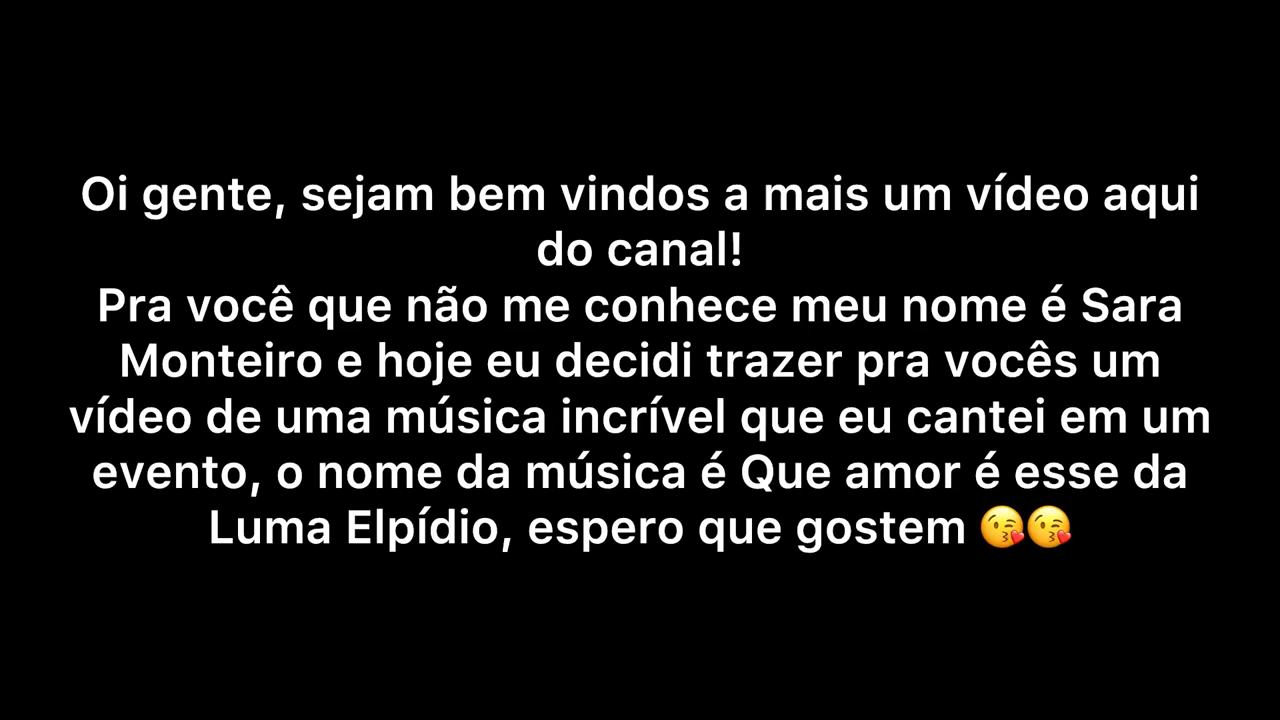 Oi gente, sejam bem vindos a mais um vídeo aqui
do canal!
Pra você que não me conhece meu nome é Sara
Monteiro e hoje eu decidi trazer pra vocês um
vídeo de uma música incrível que eu cantei em um
evento, o nome da música é Que amor é esse da
Luma Elpídio, espero que gostem 😘😘